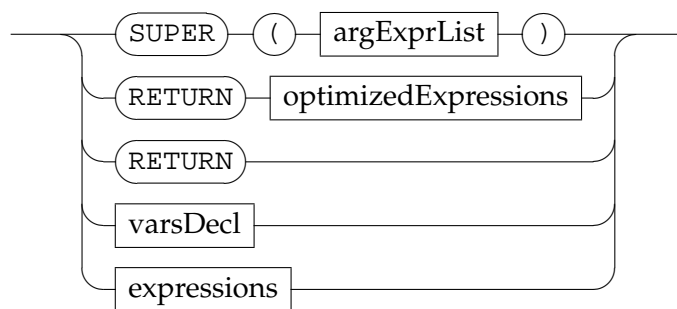 SUPER ( argExprList )
RETURN optimizedExpressions
RETURN
varsDecl
expressions